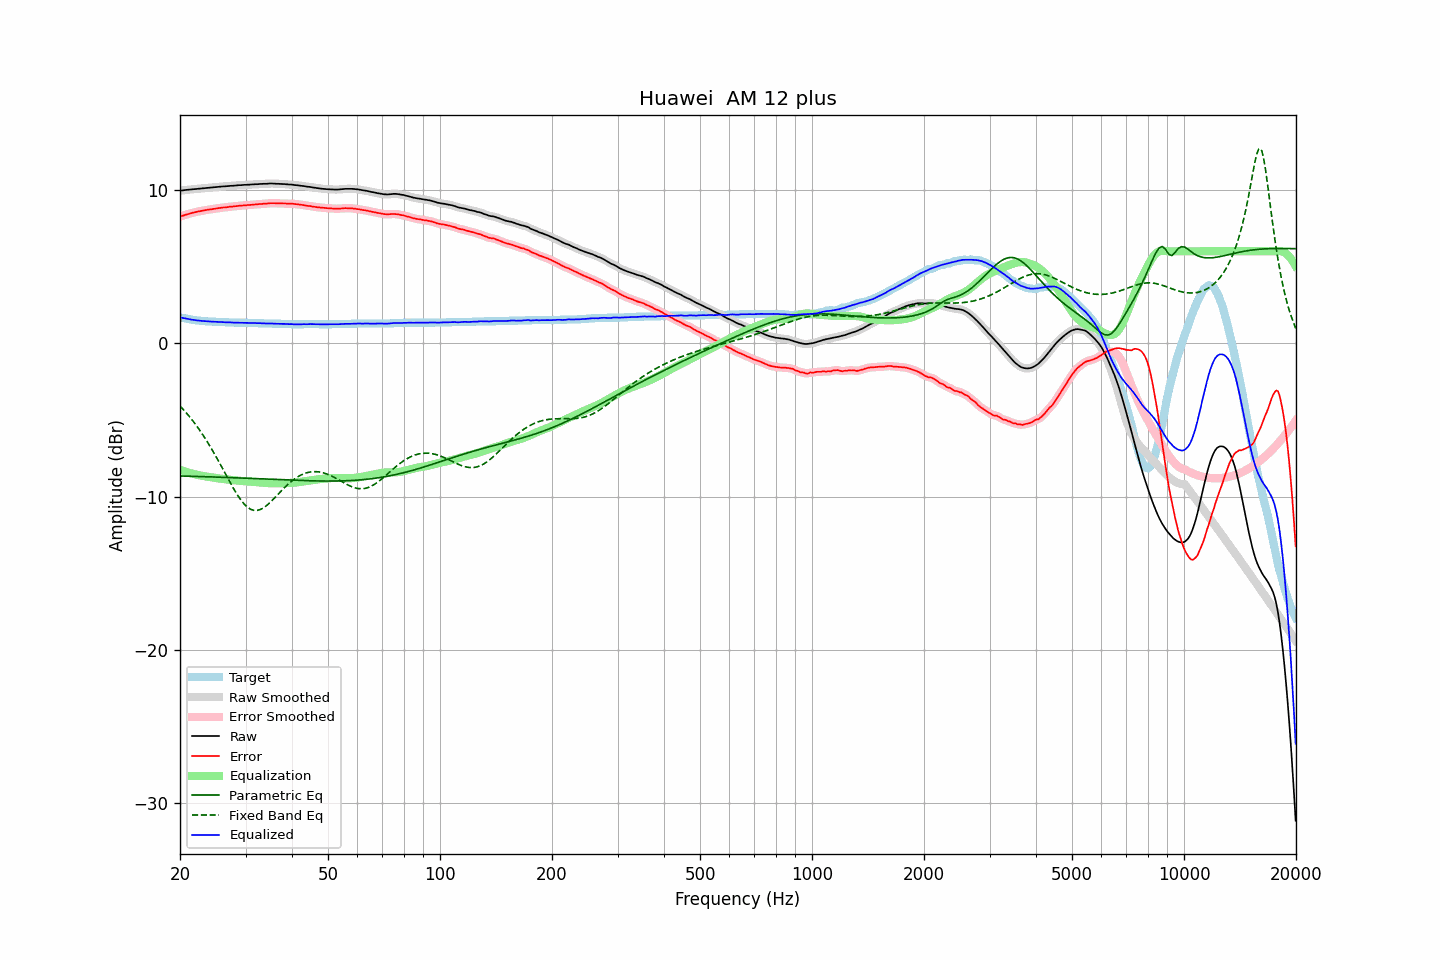 Huawei  AM 12 plus
10
0
−10
−20
−30
Amplitude (dBr)
Target
Raw Smoothed
Error Smoothed
Raw
Error
Equalization
Parametric Eq
Fixed Band Eq
Equalized
20 50 100 200 500 1000 2000 5000 10000 20000
Frequency (Hz)